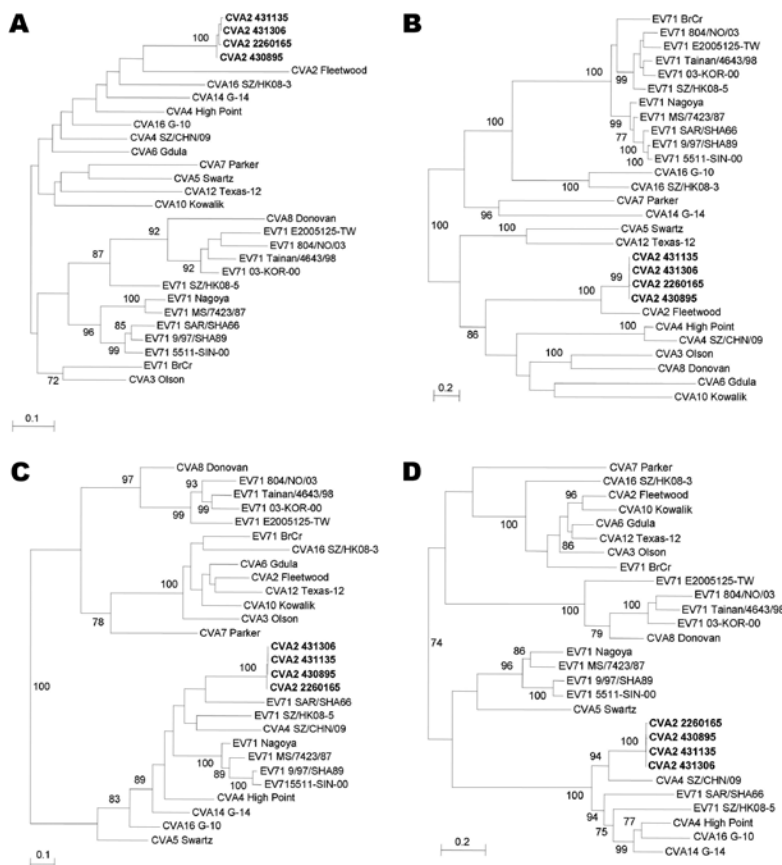 A
100
CVA2 431135
CVA2 431306
CVA2 2260165
CVA2 430895
CVA2 Fleetwood
CVA16 SZ/HK08-3
CVA14 G-14
CVA4 High Point
CVA16 G-10
CVA4 SZ/CHN/09
CVA6 Gdula
CVA7 Parker
CVA5 Swartz
CVA12 Texas-12
CVA10 Kowalik
CVA8 Donovan
92
EV71 E2005125-TW
EV71 804/NO/03
87
EV71 Tainan/4643/98
92
EV71 03-KOR-00
EV71 SZ/HK08-5
100
EV71 Nagoya
EV71 MS/7423/87
96
85
EV71 SAR/SHA66
EV71 9/97/SHA89
99
EV71 5511-SIN-00
EV71 BrCr
72
CVA3 Olson
0.1
B
EV71 BrCr
EV71 804/NO/03
EV71 E2005125-TW
EV71 Tainan/4643/98
100
99
EV71 03-KOR-00
EV71 SZ/HK08-5
EV71 Nagoya
100
99
EV71 MS/7423/87
77
EV71 SAR/SHA66
100
EV71 9/97/SHA89
100
EV71 5511-SIN-00
CVA16 G-10
100
CVA16 SZ/HK08-3
CVA7 Parker
96
CVA14 G-14
100
100
CVA5 Swartz
CVA12 Texas-12
CVA2 431135
99
CVA2 431306
CVA2 2260165
100
CVA2 430895
CVA2 Fleetwood
86
100
CVA4 High Point
CVA4 SZ/CHN/09
100
CVA3 Olson
CVA8 Donovan
CVA6 Gdula
CVA10 Kowalik
0.2
C
CVA8 Donovan
97
93
EV71 804/NO/03
EV71 Tainan/4643/98
99
99
EV71 03-KOR-00
EV71 E2005125-TW
EV71 BrCr
CVA16 SZ/HK08-3
CVA6 Gdula
100
CVA2 Fleetwood
CVA12 Texas-12
CVA10 Kowalik
78
CVA3 Olson
CVA7 Parker
CVA2 431306
CVA2 431135
100
CVA2 430895
100
CVA2 2260165
EV71 SAR/SHA66
EV71 SZ/HK08-5
CVA4 SZ/CHN/09
EV71 Nagoya
100
EV71 MS/7423/87
89
89
EV71 9/97/SHA89
100
EV715511-SIN-00
83
CVA4 High Point
CVA14 G-14
CVA16 G-10
CVA5 Swartz
0.1
D
CVA7 Parker
CVA16 SZ/HK08-3
96
CVA2 Fleetwood
CVA10 Kowalik
100
CVA6 Gdula
CVA12 Texas-12
86
CVA3 Olson
EV71 BrCr
EV71 E2005125-TW
100
EV71 804/NO/03
100
EV71 Tainan/4643/98
EV71 03-KOR-00
79
CVA8 Donovan
74
86
EV71 Nagoya
96
EV71 MS/7423/87
EV71 9/97/SHA89
100
EV71 5511-SIN-00
CVA5 Swartz
CVA2 2260165
100
CVA2 430895
CVA2 431135
94
CVA2 431306
CVA4 SZ/CHN/09
100
EV71 SAR/SHA66
94
EV71 SZ/HK08-5
77
CVA4 High Point
75
CVA16 G-10
99
CVA14 G-14
0.2